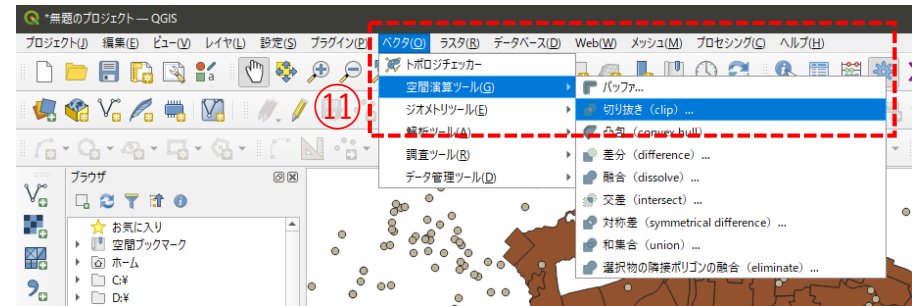 *無題のプロジェクト — QGIS
プロジェクト(J) 編集(E) ビュー(V) レイヤ(L) 設定(S) プラグイン(P) ベクタ(O) ラスタ(R) データベース(D) Web(W) メッシュ(M) プロセシング(C) ヘルプ(H)
トポロジチェッカー
空間演算ツール(G)
ジオメトリツール(E)
解析ツール(A)
調査ツール(R)
データ管理ツール(D)
バッファ...
切り抜き（clip）...
凸包（convex hull）
差分（difference）...
融合（dissolve）...
交差（intersect）...
対称差（symmetrical difference）...
和集合（union）...
選択物の隣接ポリゴンの融合（eliminate）...
⑪
ブラウザ
お気に入り
空間ブックマーク
ホーム
C:¥
D:¥